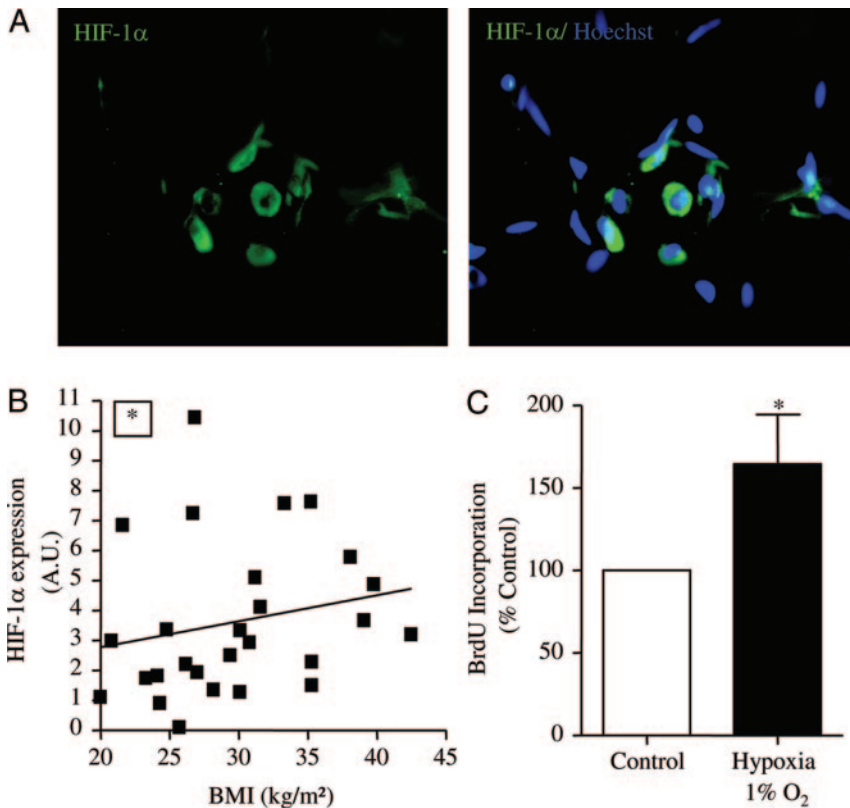 A
HIF-1α
HIF-1α/ Hoechst
B
*
HIF-1α expression
(A.U.)
11
10
9
8
7
6
5
4
3
2
1
0
20
25
30
35
40
45
BMI (kg/m²)
C
*
BrdU Incorporation
(% Control)
200
150
100
50
0
Control
Hypoxia
1% O₂